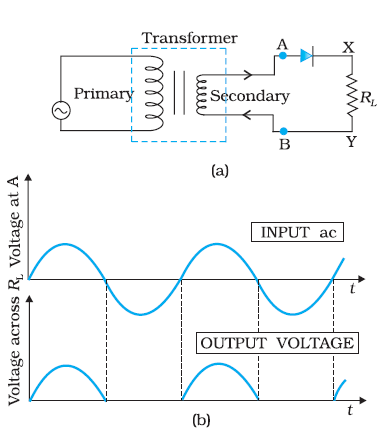 Transformer
A
X
Primary
Secondary
R_L
B
Y
(a)
Voltage at A
INPUT ac
t
Voltage across R_L
OUTPUT VOLTAGE
t
(b)